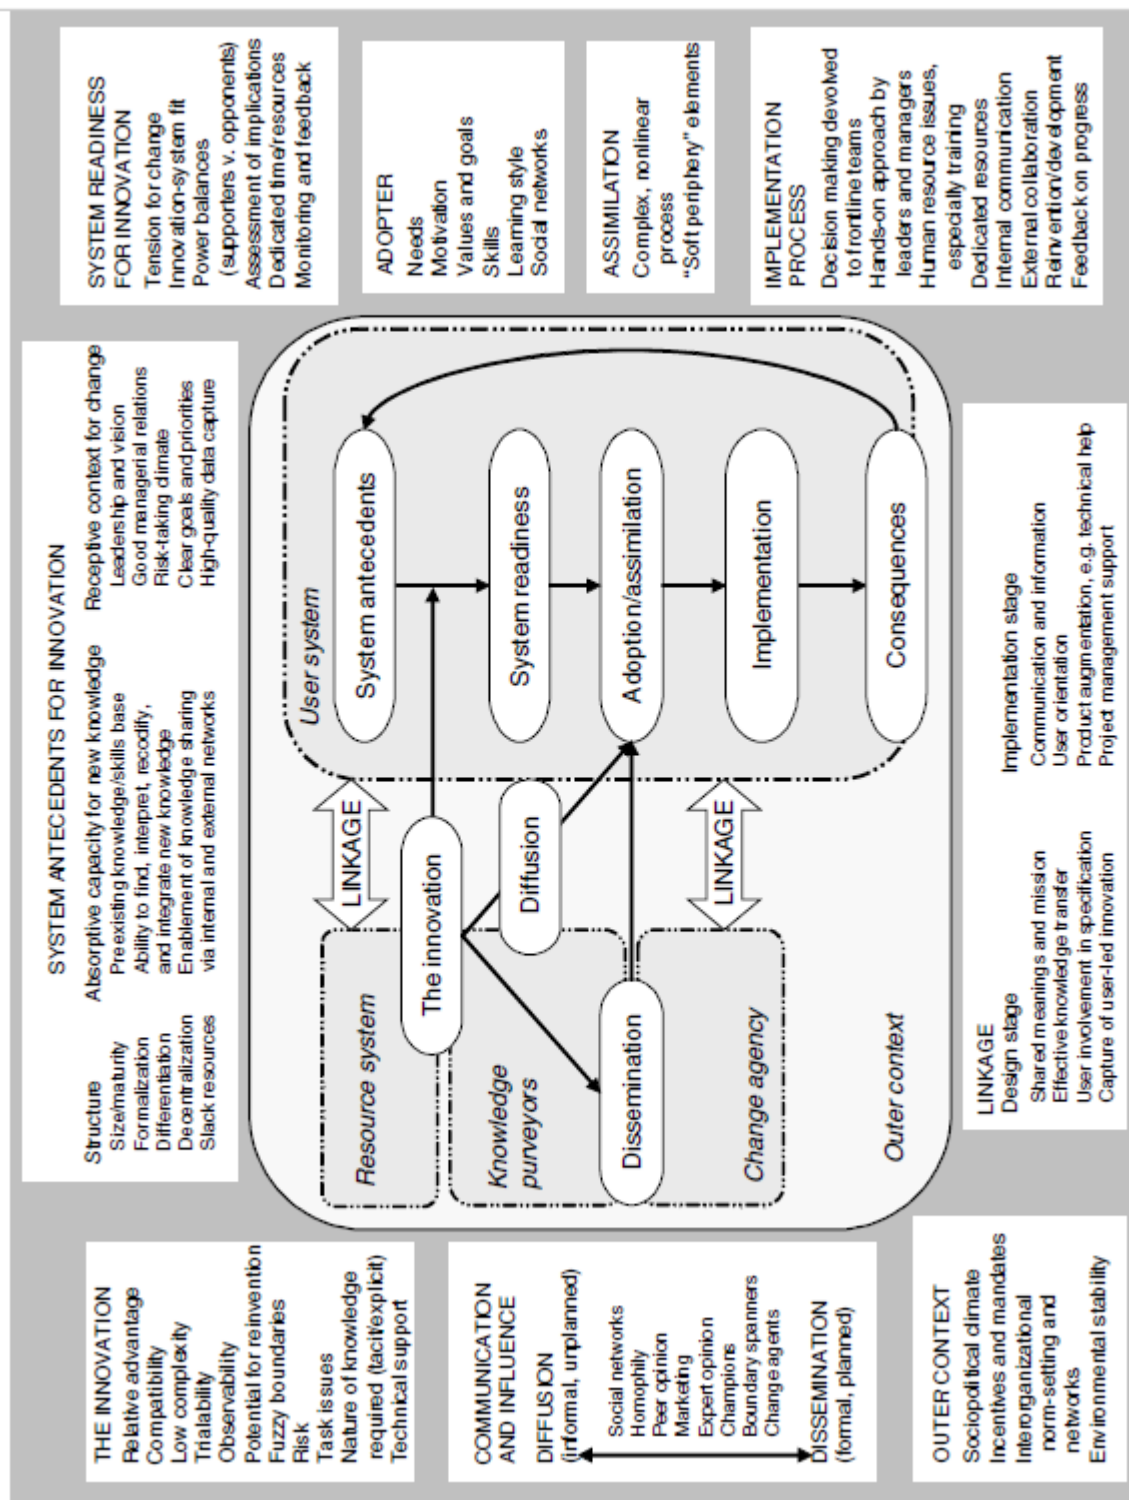 SYSTEM ANTECEDENTS FOR INNOVATION
Structure
Size/maturity
Formalization
Differentiation
Decentralization
Slack resources
Absorptive capacity for new knowledge
Preexisting knowledge/skills base
Ability to find, interpret, recodify,
and integrate new knowledge
Enablement of knowledge sharing
via internal and external networks
Receptive context for change
Leadership and vision
Good managerial relations
Risk-taking climate
Clear goals and priorities
High-quality data capture
SYSTEM READINESS
FOR INNOVATION
Tension for change
Innovation-system fit
Power balances
(supporters v. opponents)
Assessment of implications
Dedicated time/resources
Monitoring and feedback
ADOPTER
Needs
Motivation
Values and goals
Skills
Learning style
Social networks
ASSIMILATION
Complex, nonlinear
process
“Soft periphery” elements
IMPLEMENTATION
PROCESS
Decision making devolved
to frontline teams
Hands-on approach by
leaders and managers
Human resource issues,
especially training
Dedicated resources
Internal communication
External collaboration
Reinvention/development
Feedback on progress
THE INNOVATION
Relative advantage
Compatibility
Low complexity
Trialability
Observability
Potential for reinvention
Fuzzy boundaries
Risk
Task issues
Nature of knowledge
required (tacit/explicit)
Technical support
COMMUNICATION
AND INFLUENCE
DIFFUSION
(informal, unplanned)
Social networks
Homophily
Peer opinion
Marketing
Expert opinion
Champions
Boundary spanners
Change agents
DISSEMINATION
(formal, planned)
OUTER CONTEXT
Sociopolitical climate
Incentives and mandates
Interorganizational
norm-setting and
networks
Environmental stability
Resource system
Knowledge
purveyors
Change agency
Outer context
The innovation
Diffusion
Dissemination
LINKAGE
LINKAGE
User system
System antecedents
System readiness
Adoption/assimilation
Implementation
Consequences
LINKAGE
Design stage
Shared meanings and mission
Effective knowledge transfer
User involvement in specification
Capture of user-led innovation
Implementation stage
Communication and information
User orientation
Product augmentation, e.g. technical help
Project management support